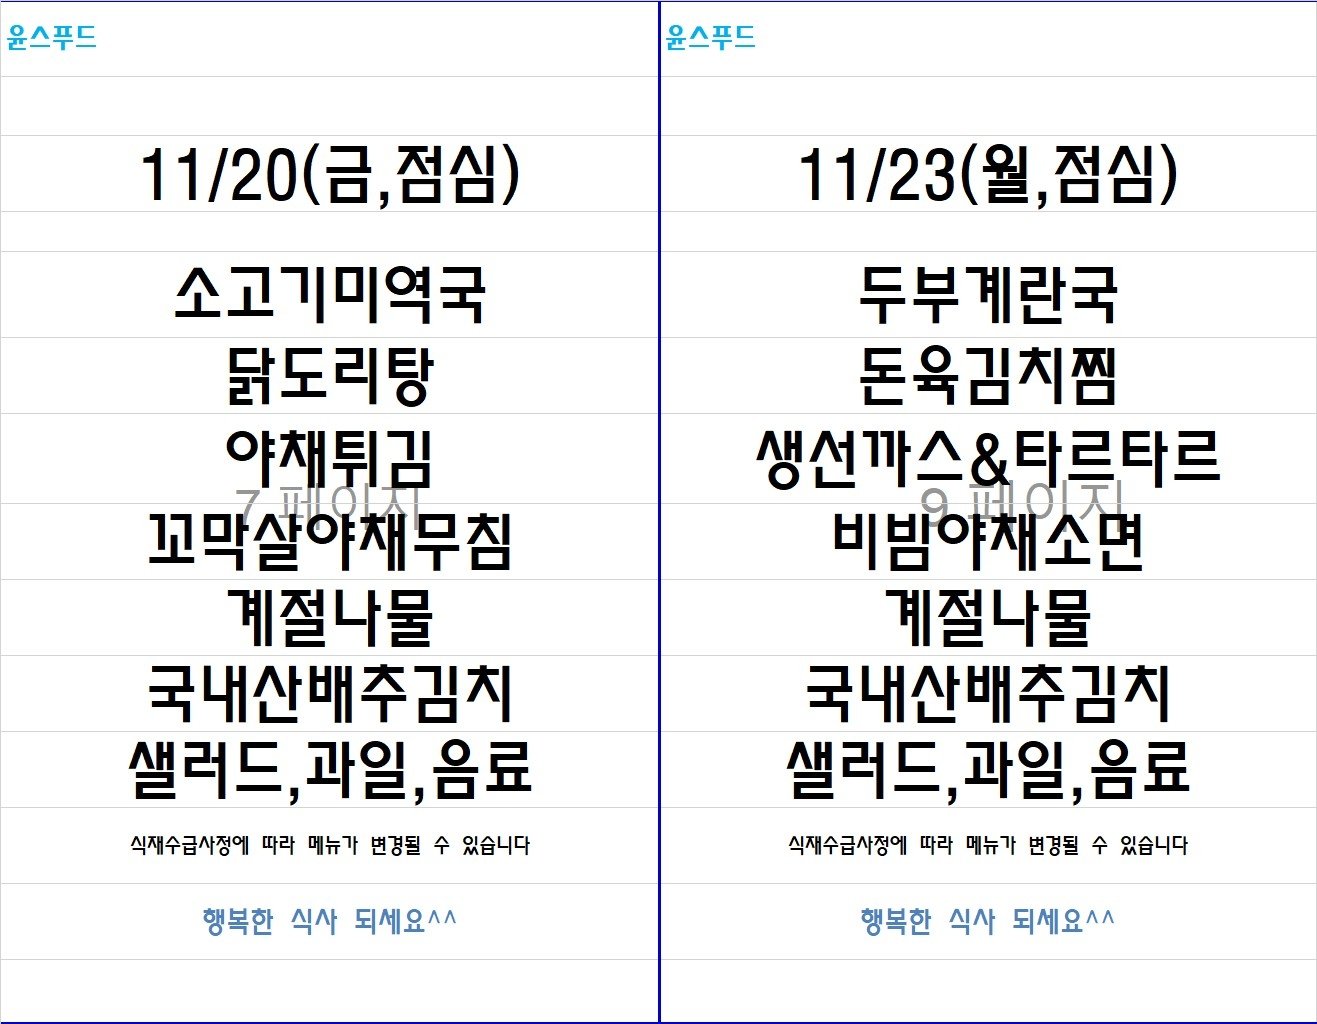 윤스푸드
11/20(금,점심)
소고기미역국
닭도리탕
야채튀김
7 페이지
꼬막살야채무침
계절나물
국내산배추김치
샐러드,과일,음료
식재수급사정에 따라 메뉴가 변경될 수 있습니다
행복한 식사 되세요^^
윤스푸드
11/23(월,점심)
두부계란국
돈육김치찜
생선까스&타르타르
9 페이지
비빔야채소면
계절나물
국내산배추김치
샐러드,과일,음료
식재수급사정에 따라 메뉴가 변경될 수 있습니다
행복한 식사 되세요^^